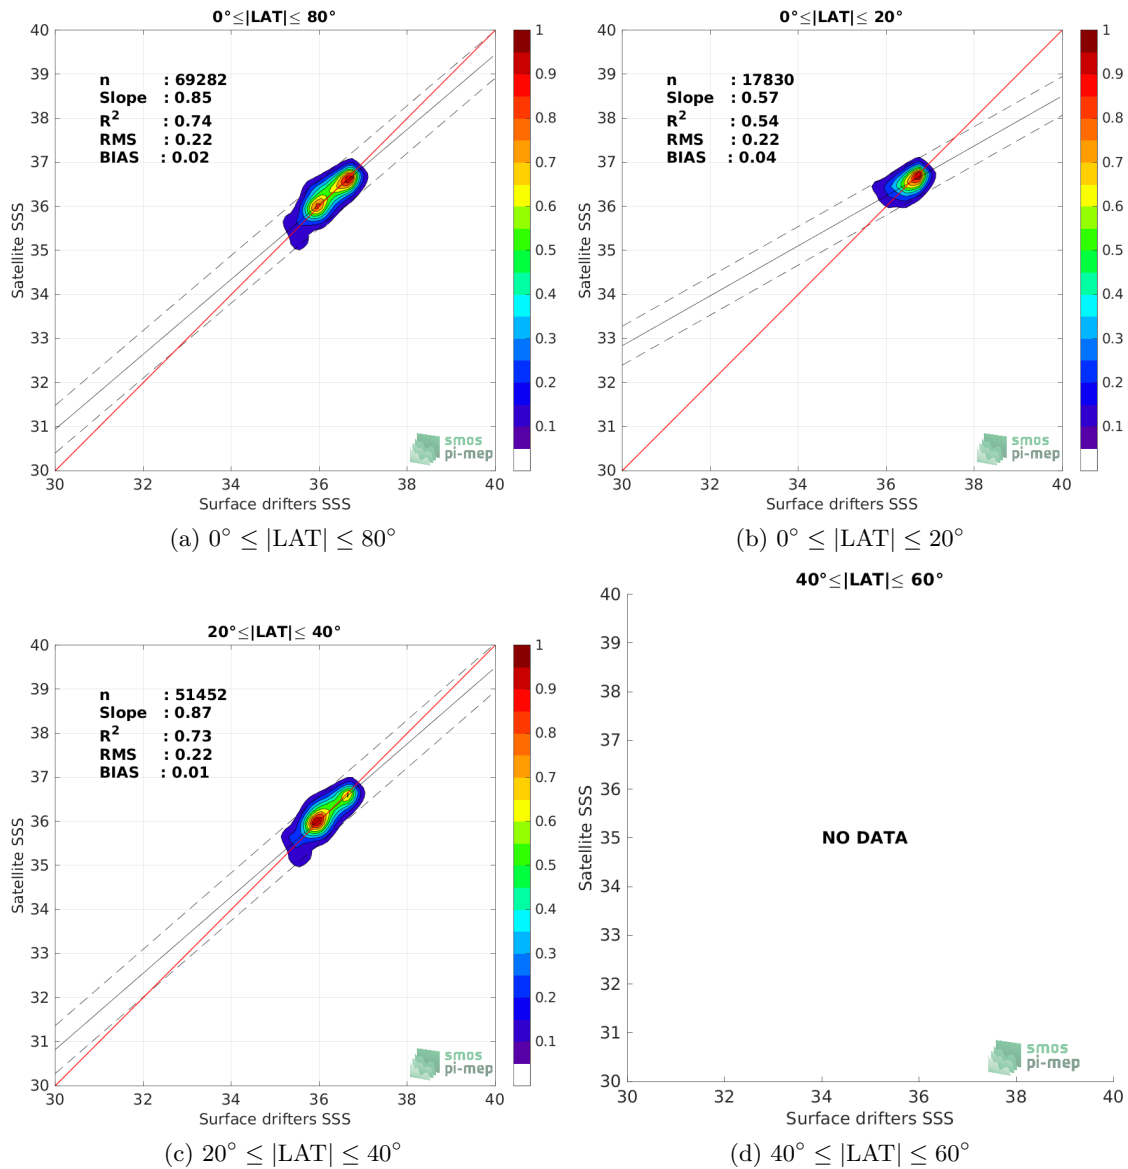 0°≤|LAT|≤ 80°
n : 69282
Slope : 0.85
R² : 0.74
RMS : 0.22
BIAS : 0.02
40
39
38
37
36
35
34
33
32
31
30
30 32 34 36 38 40
Satellite SSS
Surface drifters SSS
1
0.9
0.8
0.7
0.6
0.5
0.4
0.3
0.2
0.1
smos
pi-mep
(a) 0° ≤ |LAT| ≤ 80°
0°≤|LAT|≤ 20°
n : 17830
Slope : 0.57
R² : 0.54
RMS : 0.22
BIAS : 0.04
40
39
38
37
36
35
34
33
32
31
30
30 32 34 36 38 40
Satellite SSS
Surface drifters SSS
1
0.9
0.8
0.7
0.6
0.5
0.4
0.3
0.2
0.1
smos
pi-mep
(b) 0° ≤ |LAT| ≤ 20°
20°≤|LAT|≤ 40°
n : 51452
Slope : 0.87
R² : 0.73
RMS : 0.22
BIAS : 0.01
40
39
38
37
36
35
34
33
32
31
30
30 32 34 36 38 40
Satellite SSS
Surface drifters SSS
1
0.9
0.8
0.7
0.6
0.5
0.4
0.3
0.2
0.1
smos
pi-mep
(c) 20° ≤ |LAT| ≤ 40°
40°≤|LAT|≤ 60°
40
39
38
37
36
35
34
33
32
31
30
30 32 34 36 38 40
Satellite SSS
NO DATA
Surface drifters SSS
smos
pi-mep
(d) 40° ≤ |LAT| ≤ 60°